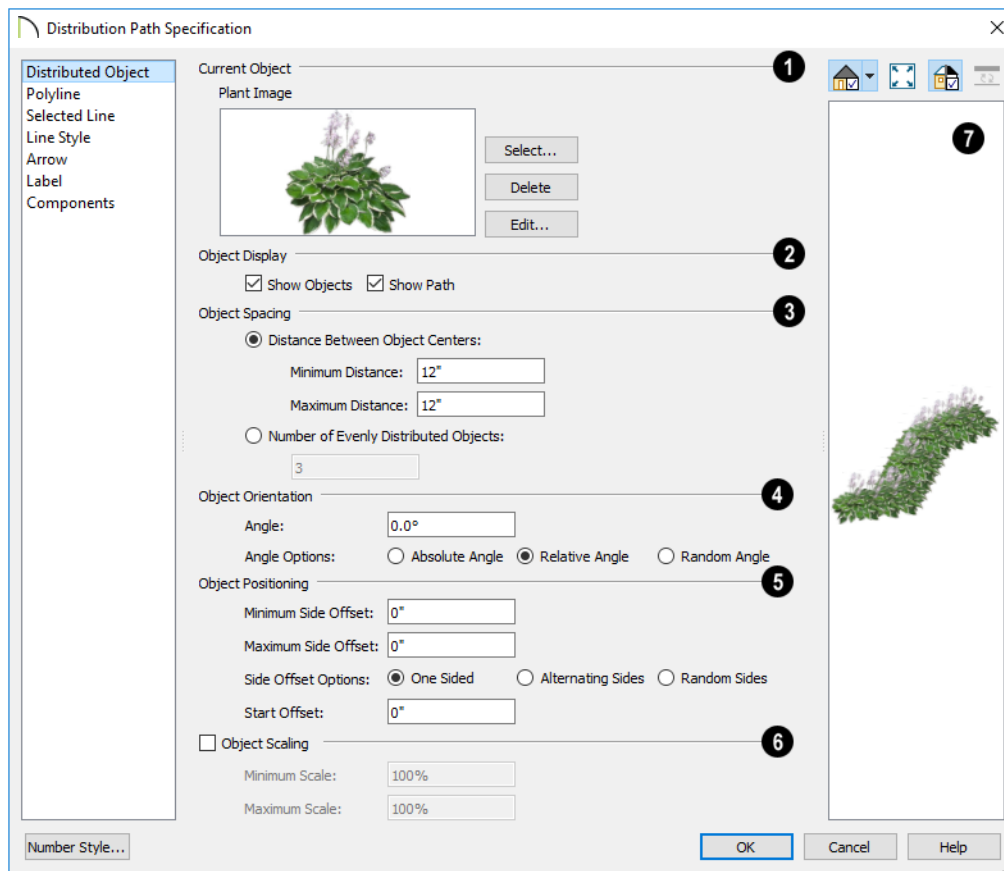 Distribution Path Specification
Distributed Object
Polyline
Selected Line
Line Style
Arrow
Label
Components
Current Object 1
Plant Image
Select...
Delete
Edit...
Object Display 2
Show Objects Show Path
Object Spacing 3
Distance Between Object Centers:
Minimum Distance: 12"
Maximum Distance: 12"
Number of Evenly Distributed Objects:
3
Object Orientation 4
Angle: 0.0°
Angle Options: Absolute Angle Relative Angle Random Angle
Object Positioning 5
Minimum Side Offset: 0"
Maximum Side Offset: 0"
Side Offset Options: One Sided Alternating Sides Random Sides
Start Offset: 0"
Object Scaling 6
Minimum Scale: 100%
Maximum Scale: 100%
7
Number Style... OK Cancel Help